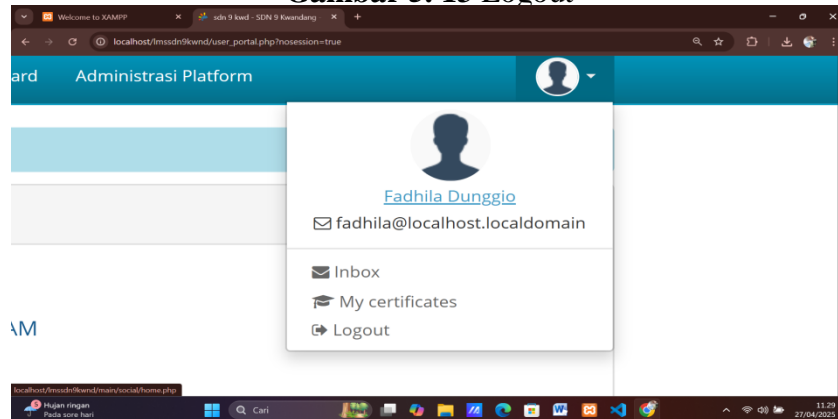 Gambar 5. 15 Logout
Welcome to XAMPP
sdn 9 kwd - SDN 9 Kwandang
localhost/lmssdn9kwnd/user_portal.php?nosession=true
ard
Administrasi Platform
Fadhila Dunggio
fadhila@localhost.localdomain
Inbox
My certificates
Logout
AM
localhost/lmssdn9kwnd/main/social/home.php
5
Hujan ringan
Pada sore hari
Cari
11.29
27/04/2025